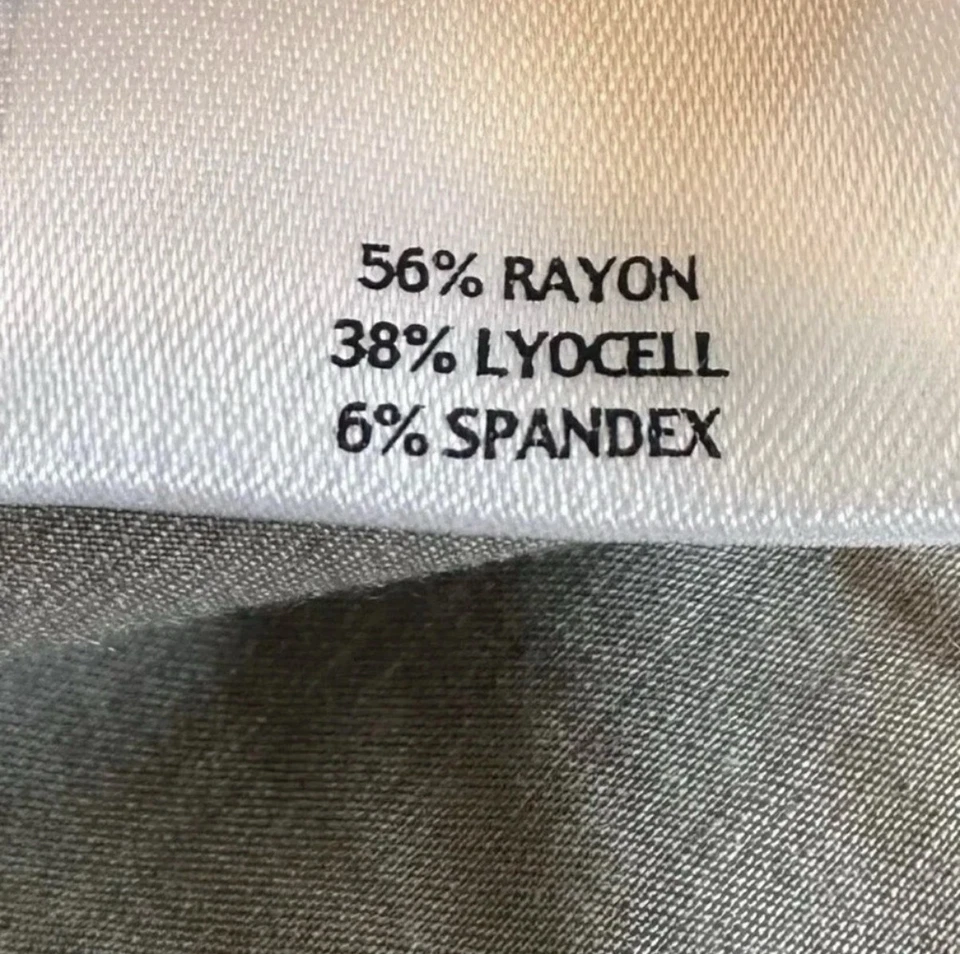 56% RAYON
38% LYOCELL
6% SPANDEX